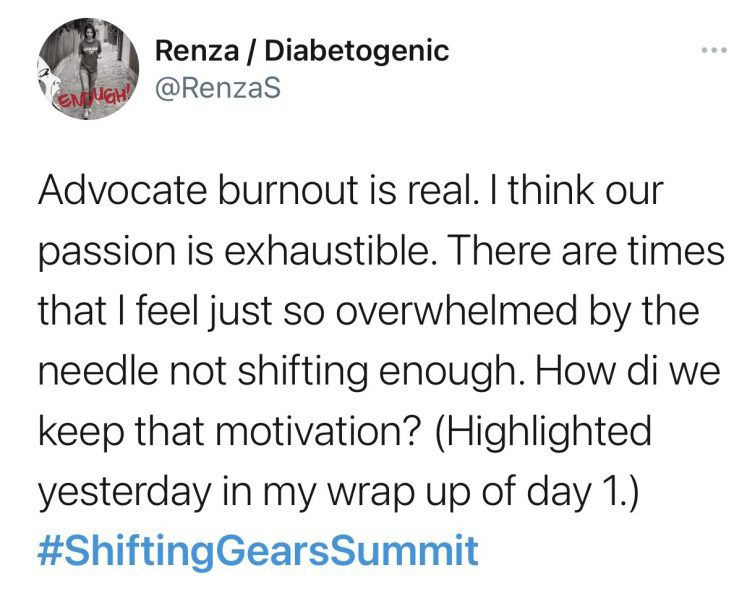 Renza / Diabetogenic
@RenzaS
ENOUGH!
Advocate burnout is real. I think our
passion is exhaustible. There are times
that I feel just so overwhelmed by the
needle not shifting enough. How di we
keep that motivation? (Highlighted
yesterday in my wrap up of day 1.)
#ShiftingGearsSummit